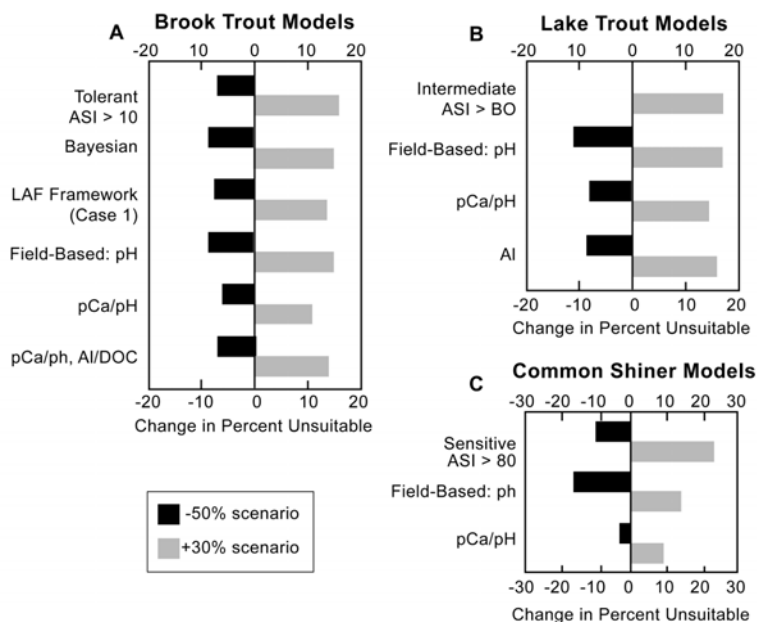 A
Brook Trout Models
-20 -10 0 10 20
Tolerant
ASI > 10
Bayesian
LAF Framework
(Case 1)
Field-Based: pH
pCa/pH
pCa/ph, Al/DOC
-20 -10 0 10 20
Change in Percent Unsuitable
-50% scenario
+30% scenario
B
Lake Trout Models
-20 -10 0 10 20
Intermediate
ASI > BO
Field-Based: pH
pCa/pH
Al
-20 -10 0 10 20
Change in Percent Unsuitable
C
Common Shiner Models
-30 -20 -10 0 10 20 30
Sensitive
ASI > 80
Field-Based: ph
pCa/pH
-30 -20 -10 0 10 20 30
Change in Percent Unsuitable